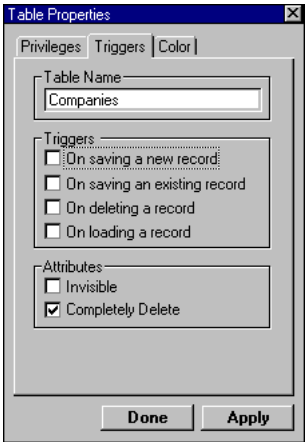 Table Properties
Privileges Triggers Color
Table Name
Companies
Triggers
On saving a new record
On saving an existing record
On deleting a record
On loading a record
Attributes
Invisible
Completely Delete
Done Apply